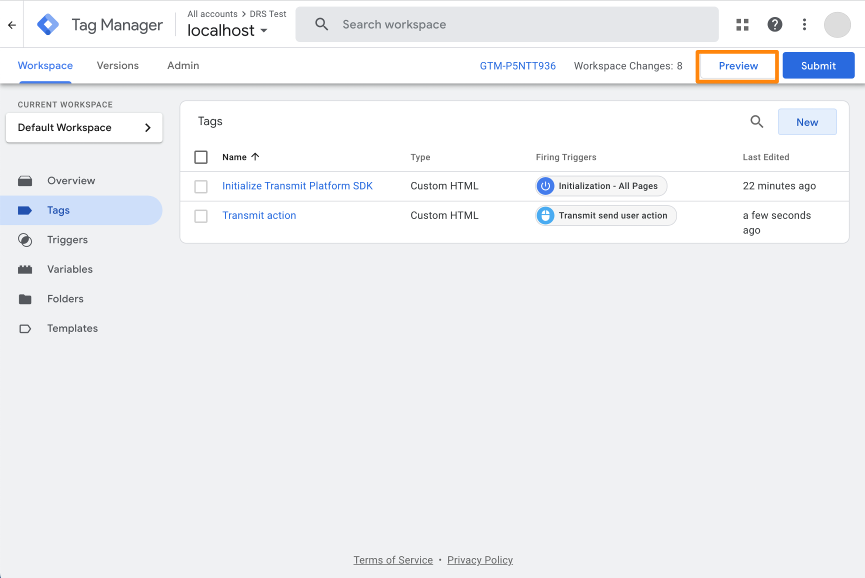 Tag Manager
All accounts > DRS Test
localhost
Search workspace
Workspace
Versions
Admin
GTM-P5NTT936
Workspace Changes: 8
Preview
Submit
CURRENT WORKSPACE
Default Workspace
Overview
Tags
Triggers
Variables
Folders
Templates
Tags
New
Name Type Firing Triggers Last Edited
Initialize Transmit Platform SDK Custom HTML Initialization - All Pages 22 minutes ago
Transmit action Custom HTML Transmit send user action a few seconds
ago
Terms of Service · Privacy Policy